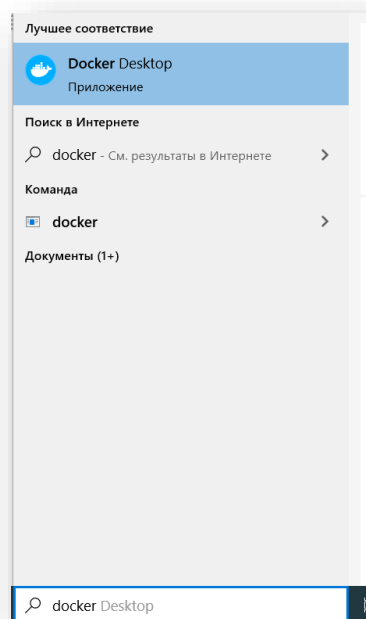 Лучшее соответствие
Docker Desktop
Приложение
Поиск в Интернете
docker - См. результаты в Интернете
Команда
docker
Документы (1+)
docker Desktop